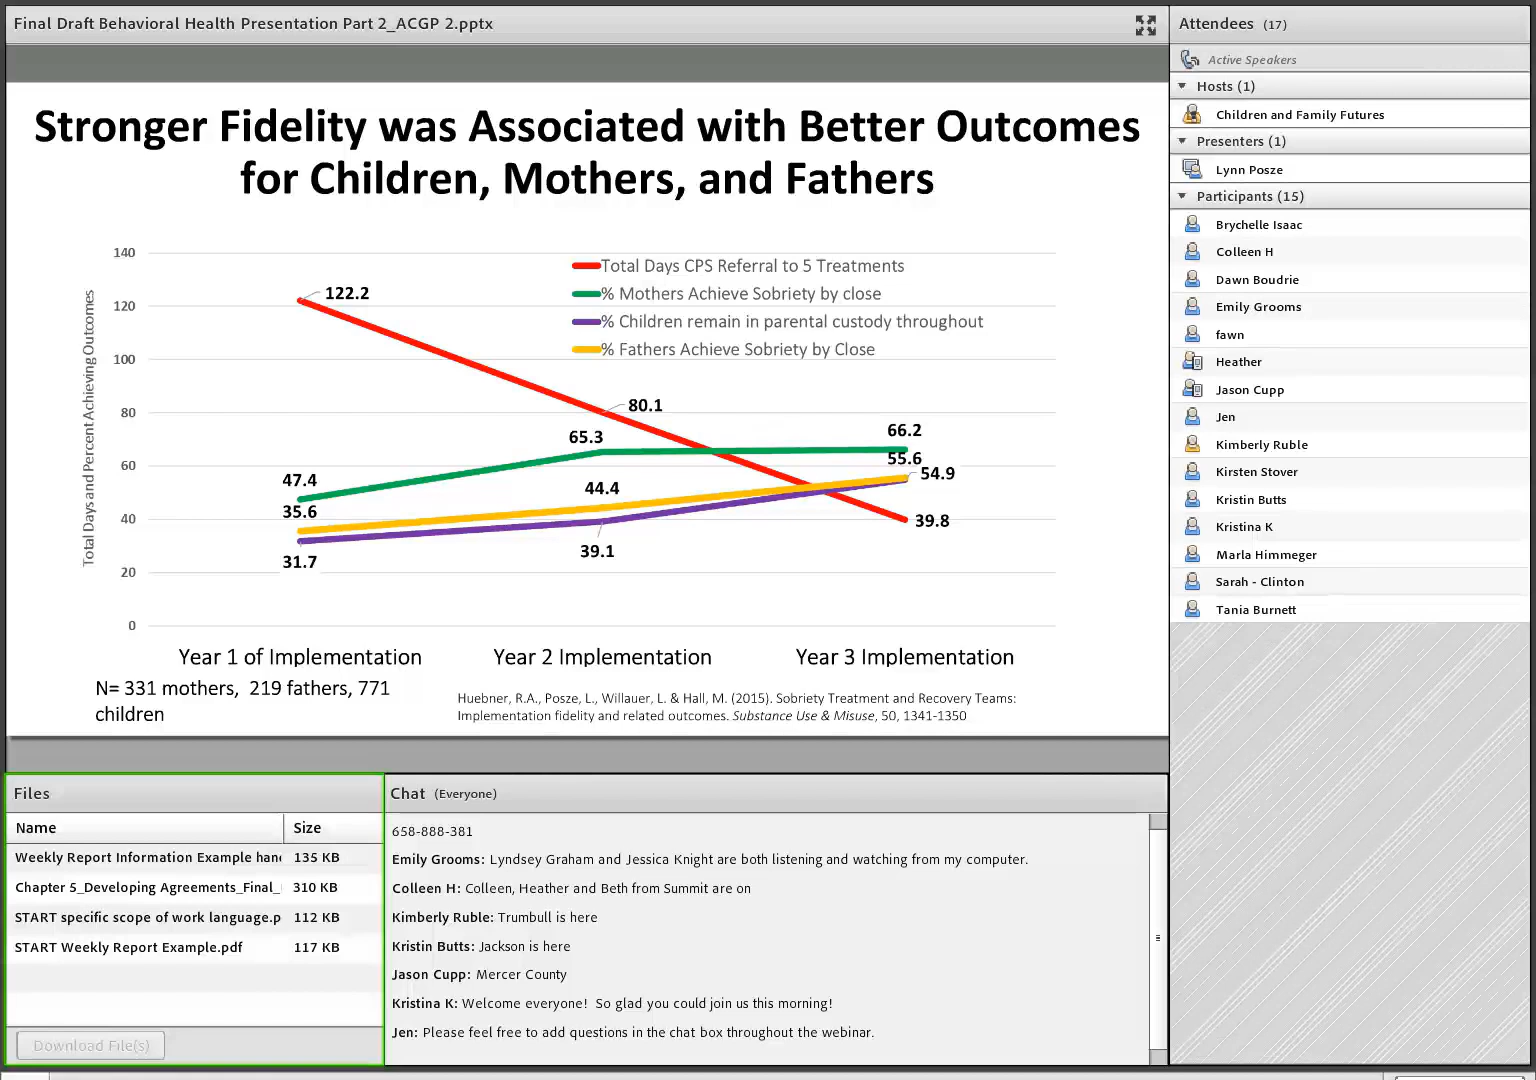 Final Draft Behavioral Health Presentation Part 2_ACGP 2.pptx
Stronger Fidelity was Associated with Better Outcomes
for Children, Mothers, and Fathers
Total Days and Percent Achieving Outcomes
140
120
100
80
60
40
20
0
Total Days CPS Referral to 5 Treatments
% Mothers Achieve Sobriety by close
% Children remain in parental custody throughout
% Fathers Achieve Sobriety by Close
122.2
80.1
39.8
47.4
65.3
66.2
35.6
44.4
55.6
31.7
39.1
54.9
Year 1 of Implementation
Year 2 Implementation
Year 3 Implementation
N= 331 mothers,  219 fathers, 771
children
Huebner, R.A., Posze, L., Willauer, L. & Hall, M. (2015). Sobriety Treatment and Recovery Teams:
Implementation fidelity and related outcomes. Substance Use & Misuse, 50, 1341-1350
Files
Name Size
Weekly Report Information Example han 135 KB
Chapter 5_Developing Agreements_Final_ 310 KB
START specific scope of work language.p 112 KB
START Weekly Report Example.pdf 117 KB
Download File(s)
Chat (Everyone)
658-888-381
Emily Grooms: Lyndsey Graham and Jessica Knight are both listening and watching from my computer.
Colleen H: Colleen, Heather and Beth from Summit are on
Kimberly Ruble: Trumbull is here
Kristin Butts: Jackson is here
Jason Cupp: Mercer County
Kristina K: Welcome everyone!  So glad you could join us this morning!
Jen: Please feel free to add questions in the chat box throughout the webinar.
Attendees (17)
Active Speakers
Hosts (1)
Children and Family Futures
Presenters (1)
Lynn Posze
Participants (15)
Brychelle Isaac
Colleen H
Dawn Boudrie
Emily Grooms
fawn
Heather
Jason Cupp
Jen
Kimberly Ruble
Kirsten Stover
Kristin Butts
Kristina K
Marla Himmeger
Sarah - Clinton
Tania Burnett